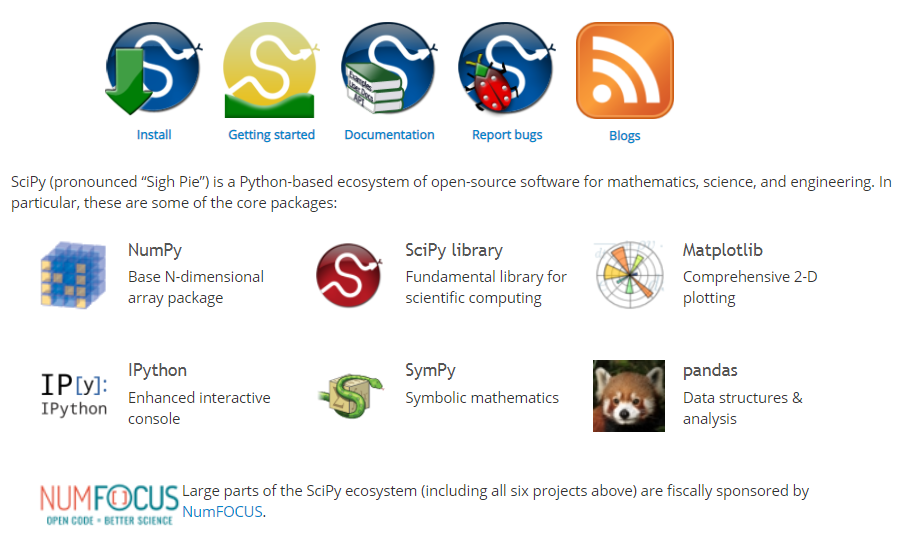 Examples
User Docs
API
Install
Getting started
Documentation
Report bugs
Blogs
SciPy (pronounced “Sigh Pie”) is a Python-based ecosystem of open-source software for mathematics, science, and engineering. In
particular, these are some of the core packages:
NumPy
Base N-dimensional
array package
SciPy library
Fundamental library for
scientific computing
Matplotlib
Comprehensive 2-D
plotting
IP[y]:
IPython
IPython
Enhanced interactive
console
SymPy
Symbolic mathematics
pandas
Data structures &
analysis
NUMFOCUS
OPEN CODE = BETTER SCIENCE
Large parts of the SciPy ecosystem (including all six projects above) are fiscally sponsored by
NumFOCUS.